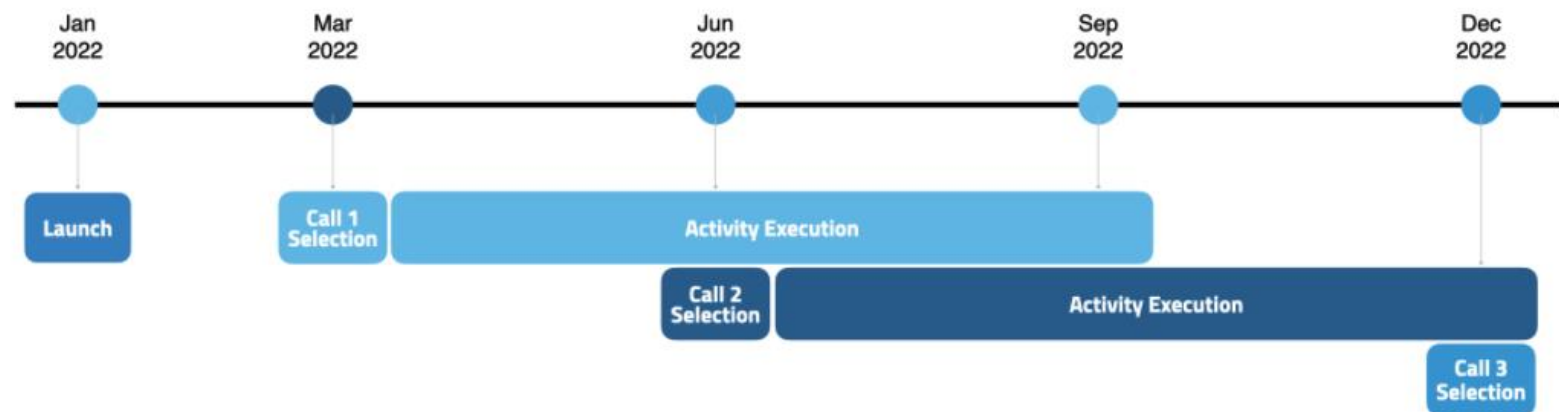 Jan
2022
Mar
2022
Jun
2022
Sep
2022
Dec
2022
Launch
Call 1
Selection
Activity Execution
Call 2
Selection
Activity Execution
Call 3
Selection